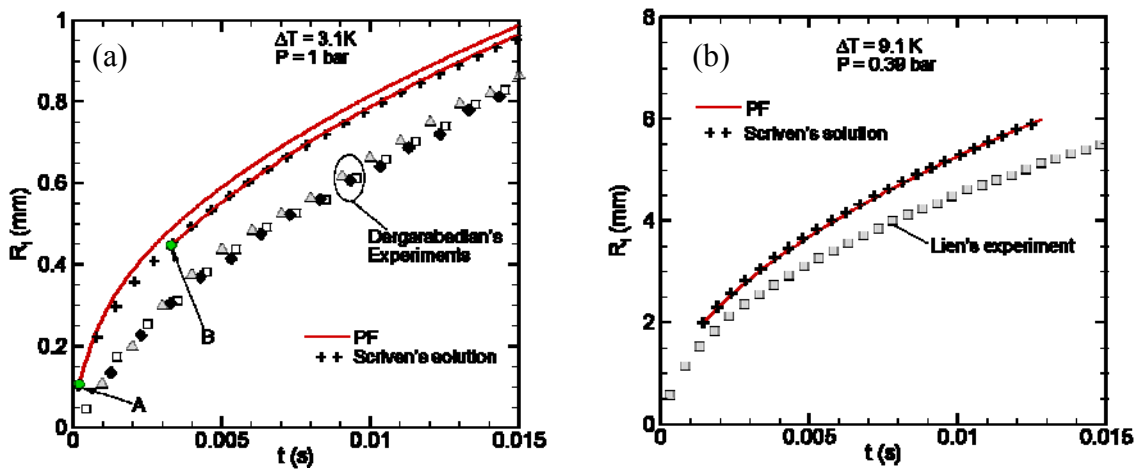 (a)
ΔT = 3.1K
P = 1 bar
1
0.8
0.6
0.4
0.2
0
R_I (mm)
Dergarabedian's
Experiments
B
A
PF
Scriven's solution
0
0.005
0.01
0.015
t (s)
(b)
ΔT = 9.1 K
P = 0.39 bar
8
6
4
2
0
R_I (mm)
PF
Scriven's solution
Lien's experiment
0
0.005
0.01
0.015
t (s)